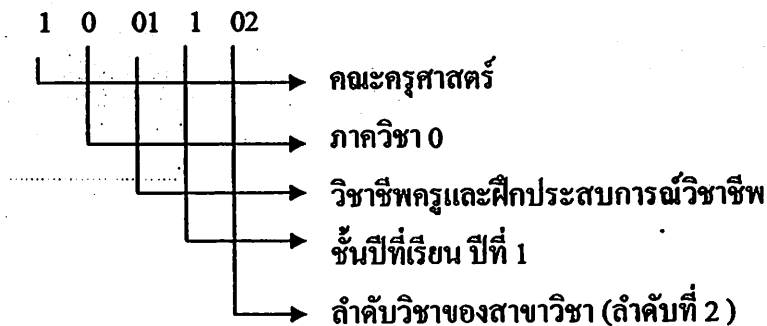 1 0 01 1 02
คณะครุศาสตร์
ภาควิชา 0
วิชาชีพครูและฝึกประสบการณ์วิชาชีพ
ชั้นปีที่เรียน ปีที่ 1
ลำดับวิชาของสาขาวิชา (ลำดับที่ 2 )